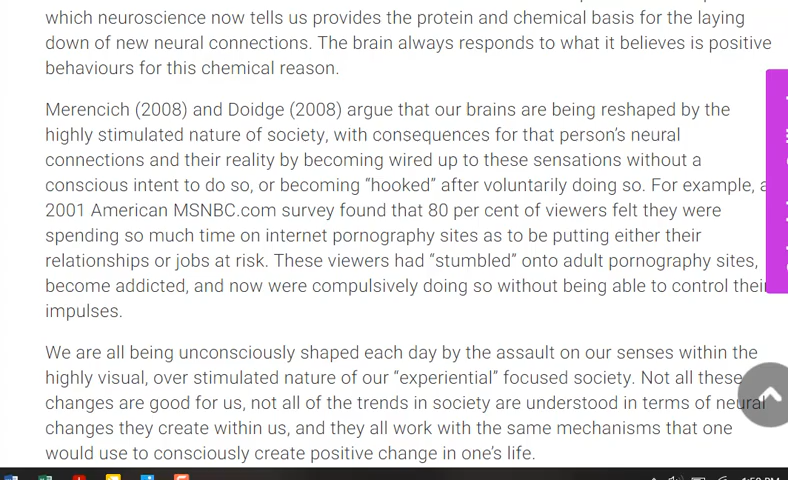 which neuroscience now tells us provides the protein and chemical basis for the laying
down of new neural connections. The brain always responds to what it believes is positive
behaviours for this chemical reason.
Merencich (2008) and Doidge (2008) argue that our brains are being reshaped by the
highly stimulated nature of society, with consequences for that person’s neural
connections and their reality by becoming wired up to these sensations without a
conscious intent to do so, or becoming “hooked” after voluntarily doing so. For example, a
2001 American MSNBC.com survey found that 80 per cent of viewers felt they were
spending so much time on internet pornography sites as to be putting either their
relationships or jobs at risk. These viewers had “stumbled” onto adult pornography sites,
become addicted, and now were compulsively doing so without being able to control their
impulses.
We are all being unconsciously shaped each day by the assault on our senses within the
highly visual, over stimulated nature of our “experiential” focused society. Not all these
changes are good for us, not all of the trends in society are understood in terms of neural
changes they create within us, and they all work with the same mechanisms that one
would use to consciously create positive change in one’s life.